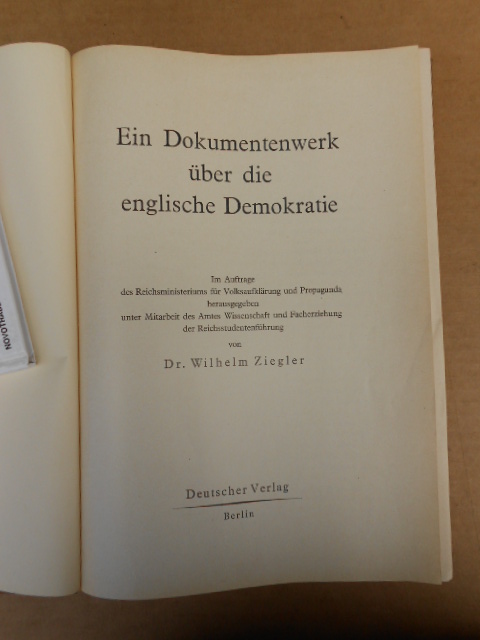 Ein Dokumentenwerk
über die
englische Demokratie
Im Auftrage
des Reichsministeriums für Volksaufklärung und Propaganda
herausgegeben
unter Mitarbeit des Amtes Wissenschaft und Facherziehung
der Reichsstudentenführung
von
Dr. Wilhelm Ziegler
Deutscher Verlag
Berlin